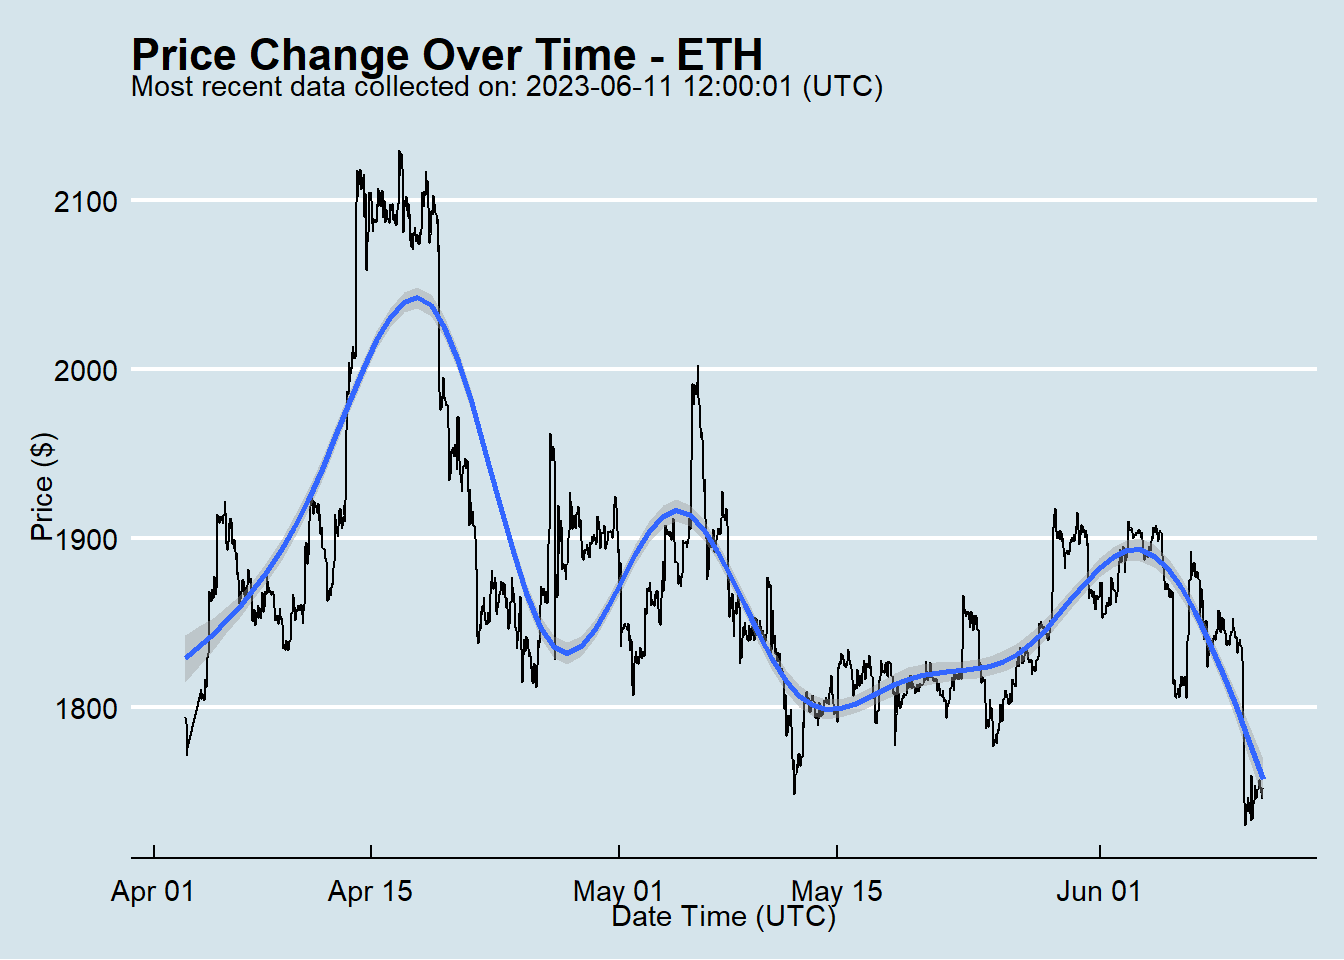 Price Change Over Time - ETH
Most recent data collected on: 2023-06-11 12:00:01 (UTC)
2100
2000
1900
1800
Price ($)
Apr 01
Apr 15
May 01
May 15
Jun 01
Date Time (UTC)